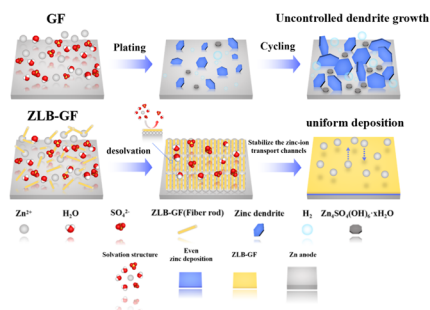 GF
Uncontrolled dendrite growth
Plating
Cycling
ZLB-GF
uniform deposition
desolvation
Stabilize the zinc-ion
transport channels
Zn²⁺
H₂O
SO₄²⁻
ZLB-GF(Fiber rod)
Zinc dendrite
H₂
Zn₄SO₄(OH)₆·xH₂O
Solvation structure
Even
zinc deposition
ZLB-GF
Zn anode